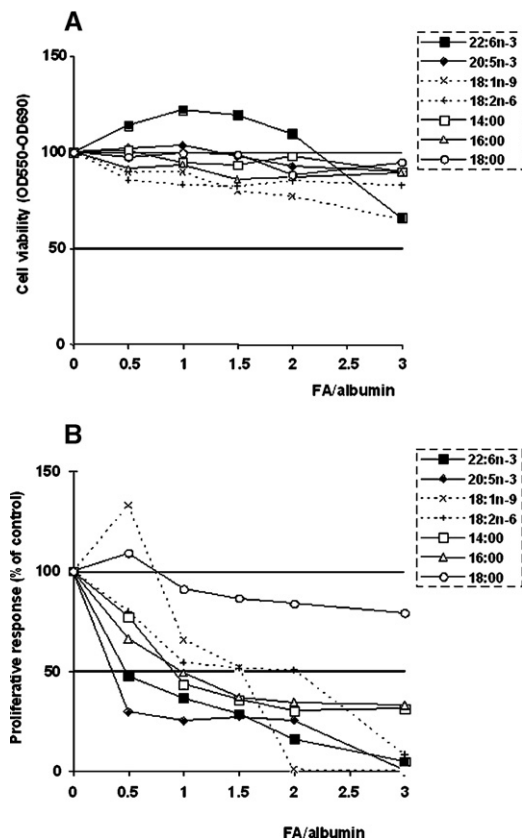 A
150
100
50
0
Cell viability (OD550-OD690)
0 0.5 1 1.5 2 2.5 3
FA/albumin
22:6n-3
20:5n-3
18:1n-9
18:2n-6
14:00
16:00
18:00
B
150
100
50
0
Proliferative response (% of control)
0 0.5 1 1.5 2 2.5 3
FA/albumin
22:6n-3
20:5n-3
18:1n-9
18:2n-6
14:00
16:00
18:00